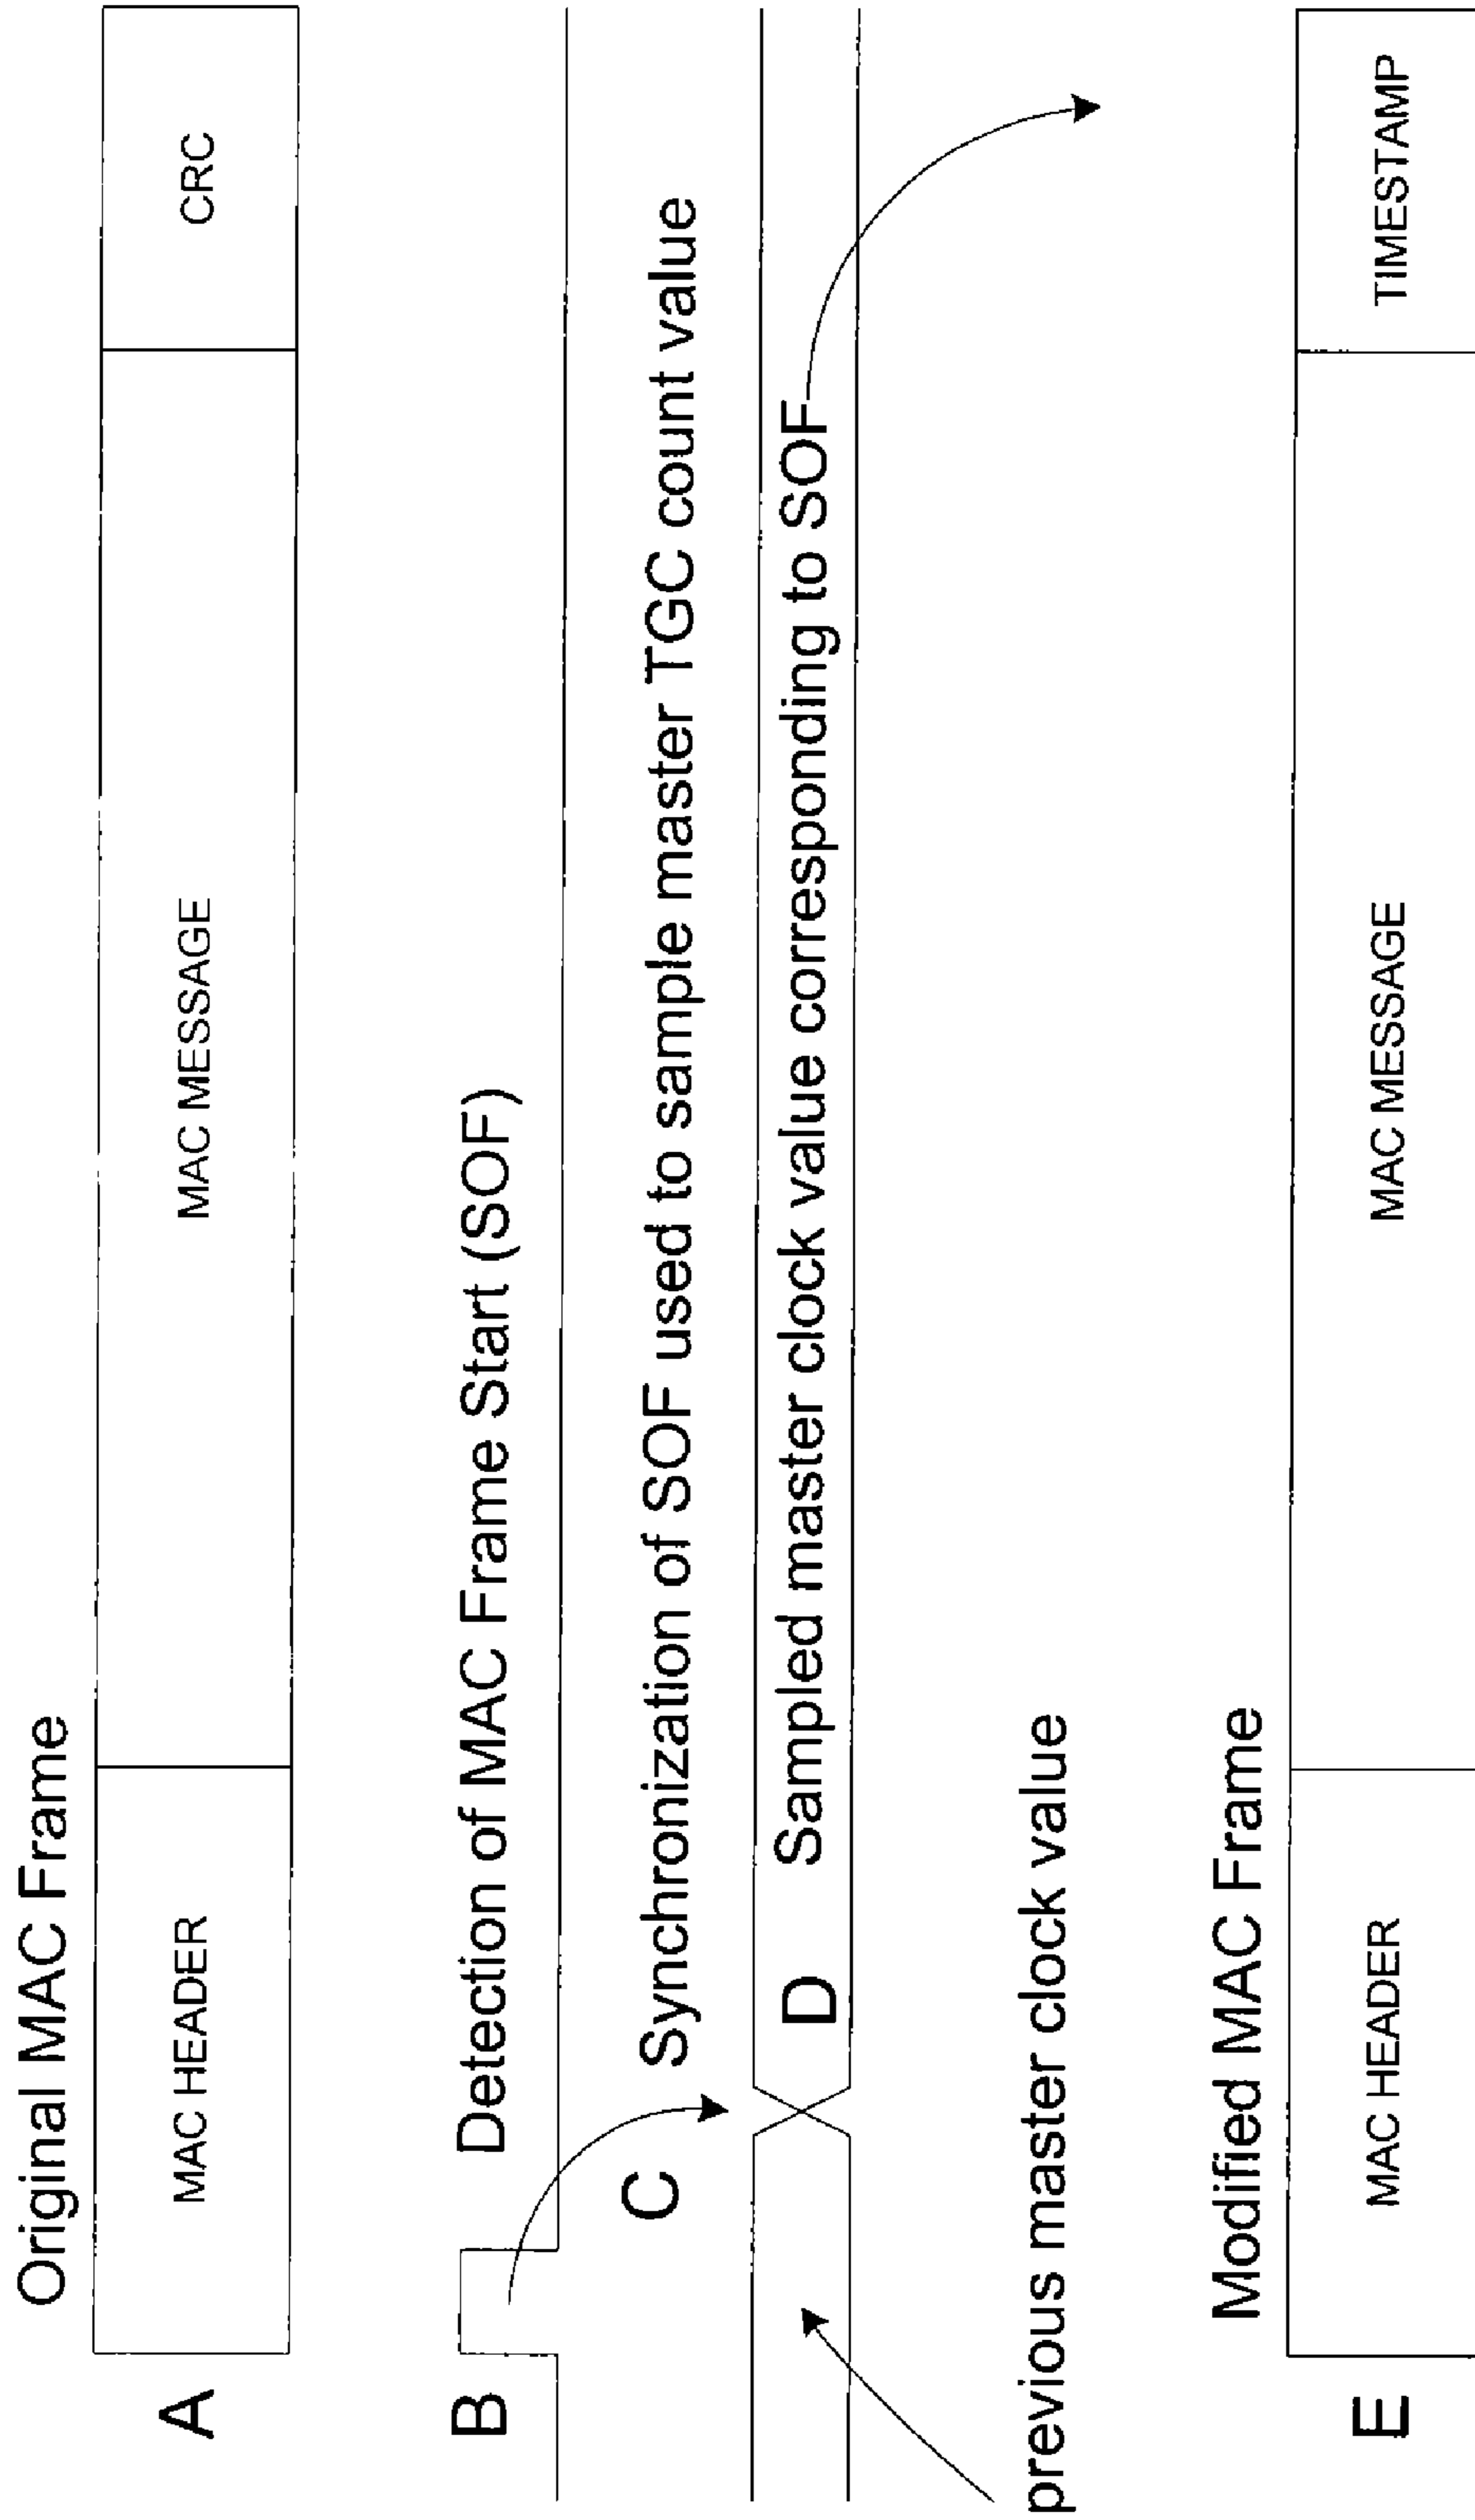 Original MAC Frame
A
MAC HEADER
MAC MESSAGE
CRC
B
Detection of MAC Frame Start (SOF)
C
Synchronization of SOF used to sample master TGC count value
D
Sampled master clock value corresponding to SOF
previous master clock value
Modified MAC Frame
E
MAC HEADER
MAC MESSAGE
TIMESTAMP